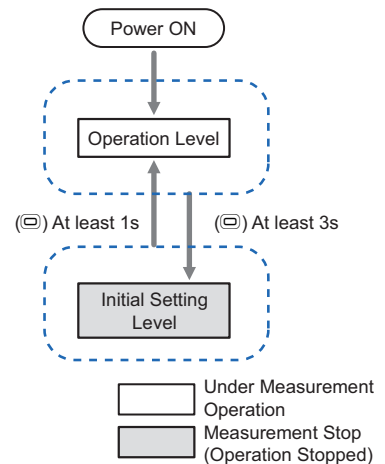 Power ON
Operation Level
(▭) At least 1s
(▭) At least 3s
Initial Setting
Level
Under Measurement
Operation
Measurement Stop
(Operation Stopped)